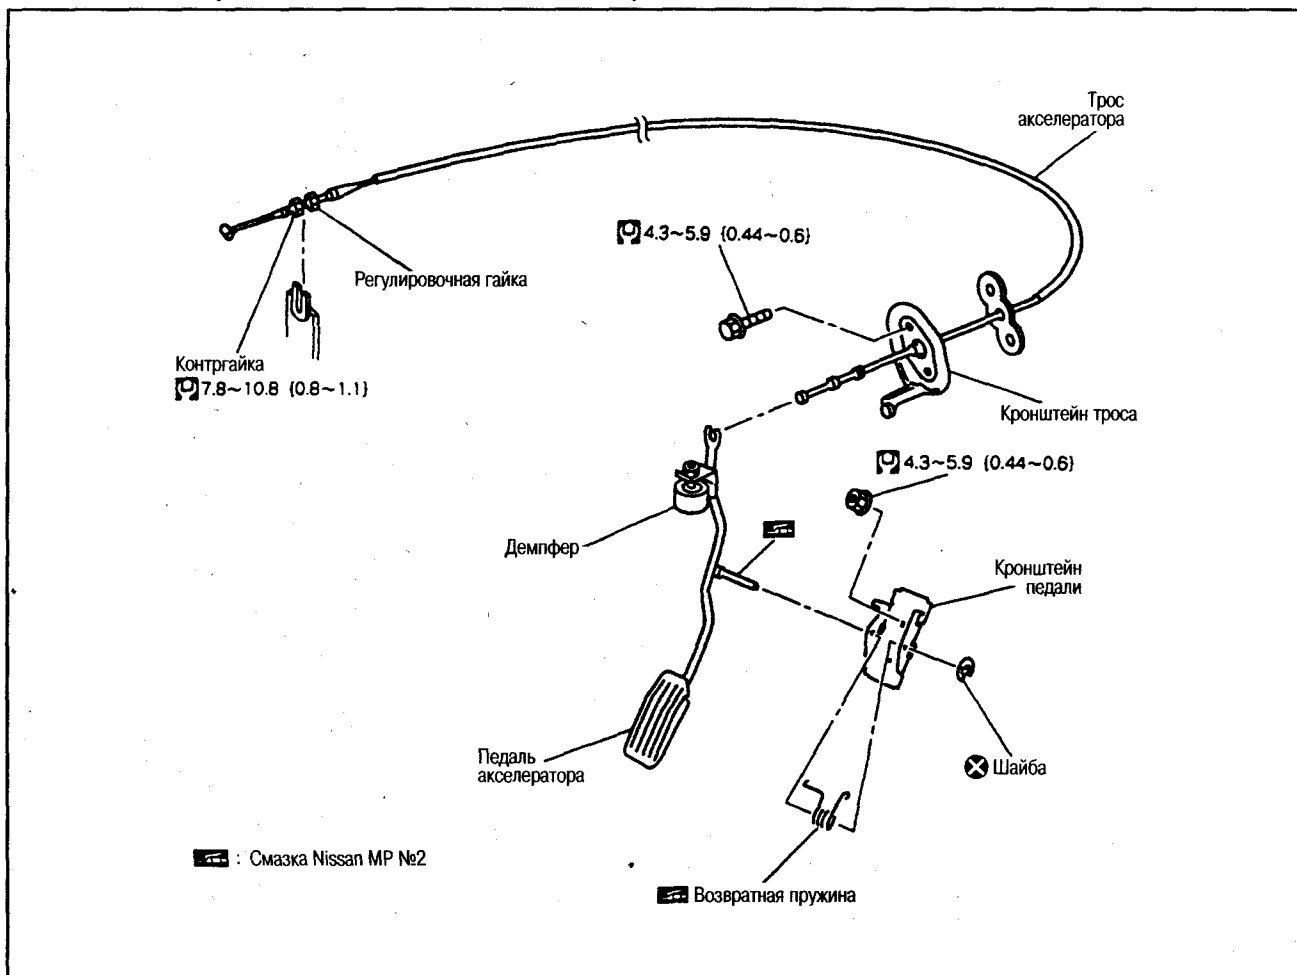 Трос
акселератора
4.3~5.9 {0.44~0.6}
Регулировочная гайка
Контргайка
7.8~10.8 {0.8~1.1}
Кронштейн троса
4.3~5.9 {0.44~0.6}
Демпфер
Кронштейн
педали
Педаль
акселератора
Шайба
: Смазка Nissan MP №2
Возвратная пружина